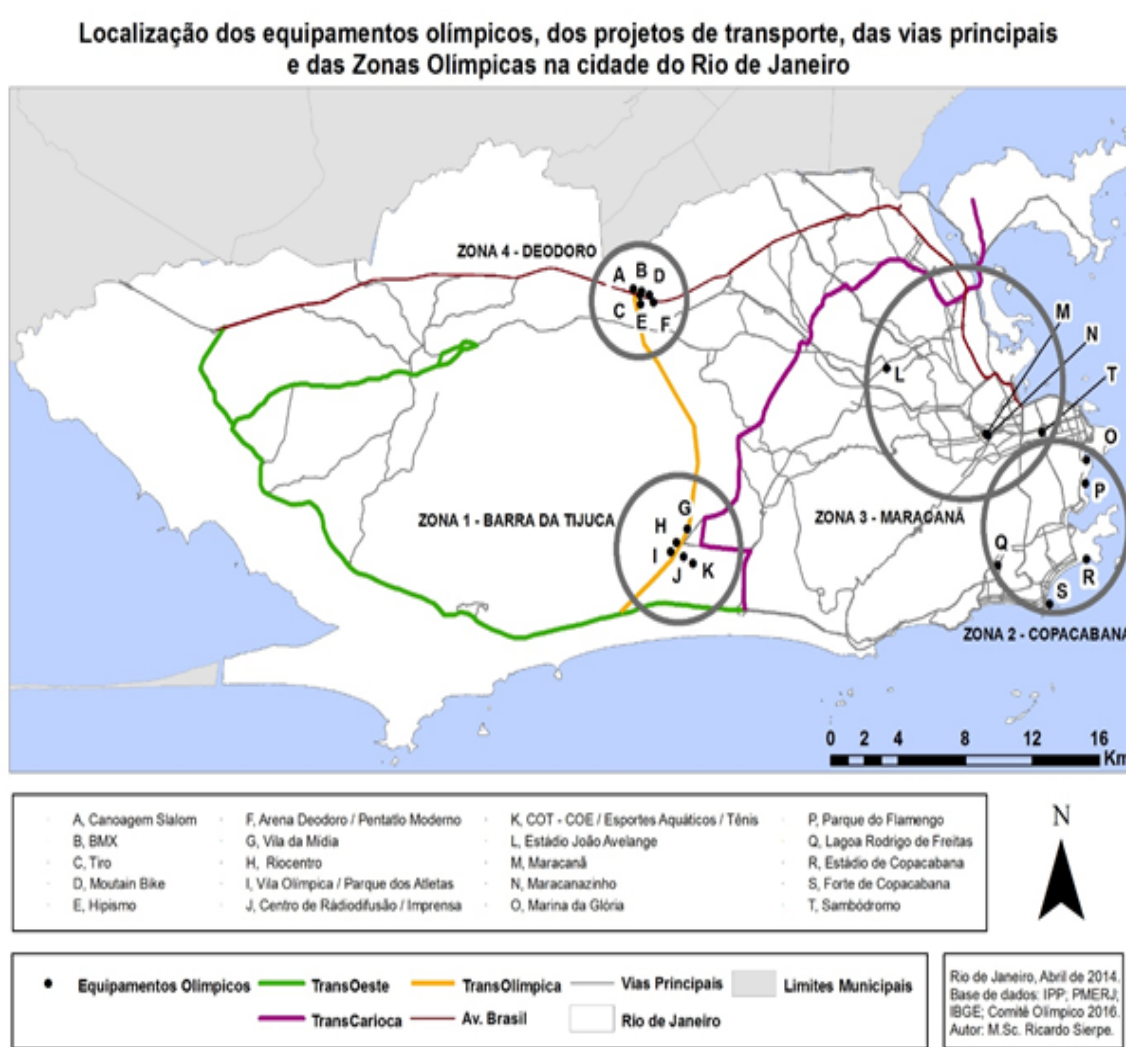 Localização dos equipamentos olímpicos, dos projetos de transporte, das vias principais
e das Zonas Olímpicas na cidade do Rio de Janeiro
ZONA 4 - DEODORO
A
B
D
C
E
F
M
N
L
T
O
P
ZONA 1 - BARRA DA TIJUCA
G
H
I
J
K
ZONA 3 - MARACANÃ
Q
R
S
ZONA 2 - COPACABANA
0 2 4 8 12 16
Km
A, Canoagem Slalom
B, BMX
C, Tiro
D, Moutain Bike
E, Hipismo
F, Arena Deodoro / Pentatlo Moderno
G, Vila da Mídia
H, Riocentro
I, Vila Olímpica / Parque dos Atletas
J, Centro de Rádiodifusão / Imprensa
K, COT - COE / Esportes Aquáticos / Tênis
L, Estádio João Avelange
M, Maracanã
N, Maracanazinho
O, Marina da Glória
P, Parque do Flamengo
Q, Lagoa Rodrigo de Freitas
R, Estádio de Copacabana
S, Forte de Copacabana
T, Sambódromo
N
Equipamentos Olímpicos
TransOeste
TransCarioca
TransOlímpica
Av. Brasil
Vias Principais
Rio de Janeiro
Limites Municipais
Rio de Janeiro, Abril de 2014.
Base de dados: IPP; PMERJ;
IBGE; Comitê Olímpico 2016.
Autor: M.Sc. Ricardo Sierpe.